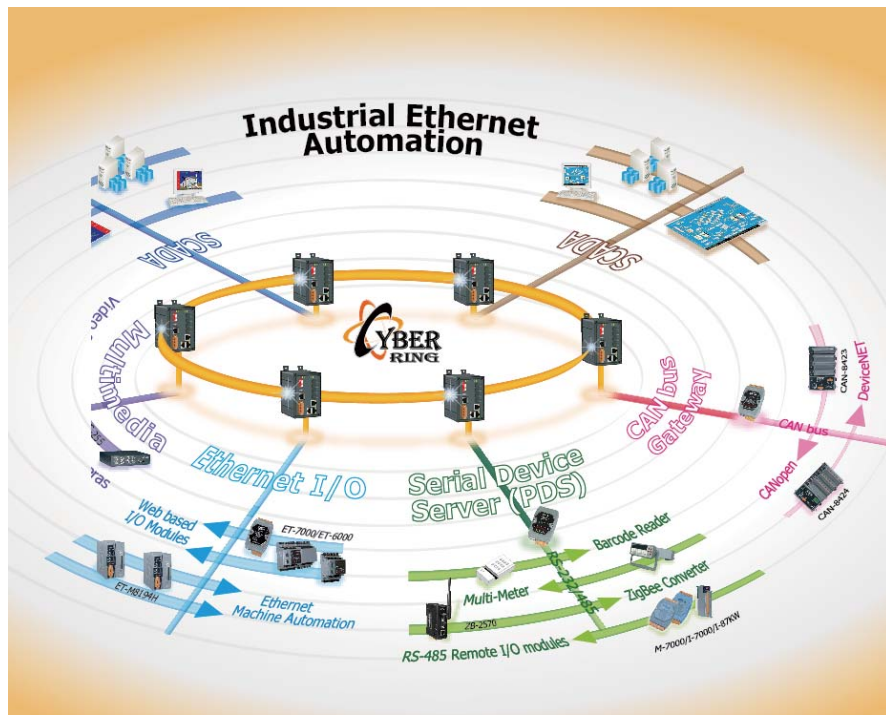 Industrial Ethernet
Automation
SCADA
SCADA
CYBER
RING
Multimedia
CAN bus
Gateway
CAN-8423
DeviceNET
CAN bus
CANopen
CAN-8424
Ethernet I/O
Serial Device
Server (PDS)
Web based
I/O Modules
ET-7000/ET-6000
ET-M8194H
Ethernet
Machine Automation
RS-232/485
Barcode Reader
Multi-Meter
ZigBee Converter
ZB-2570
RS-485 Remote I/O modules
M-7000/I-7000/I-87KW